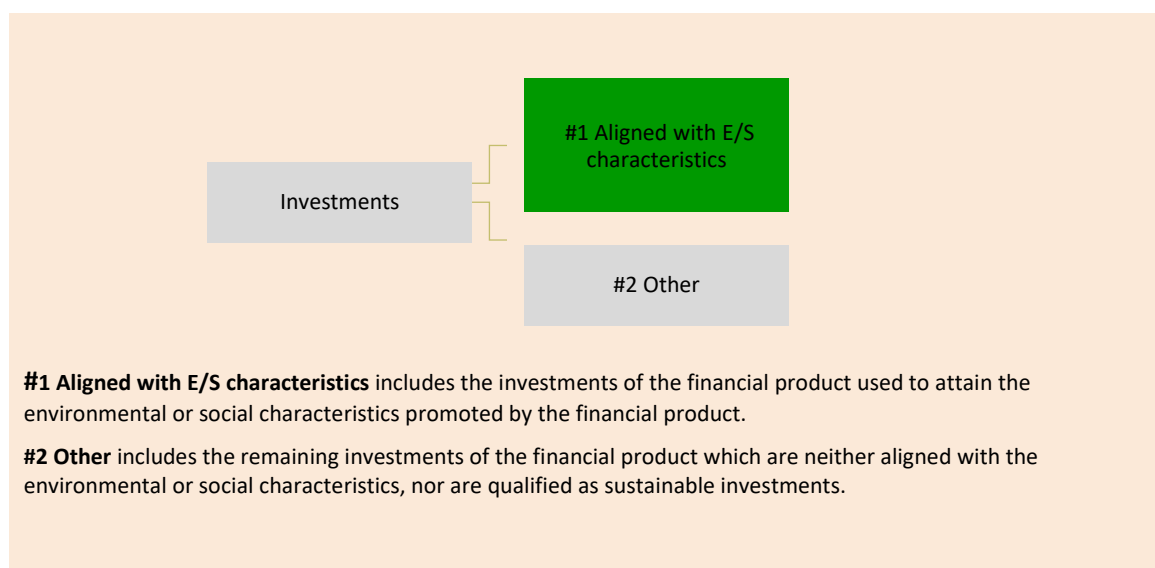 #1 Aligned with E/S
characteristics
Investments
#2 Other
#1 Aligned with E/S characteristics includes the investments of the financial product used to attain the
environmental or social characteristics promoted by the financial product.
#2 Other includes the remaining investments of the financial product which are neither aligned with the
environmental or social characteristics, nor are qualified as sustainable investments.